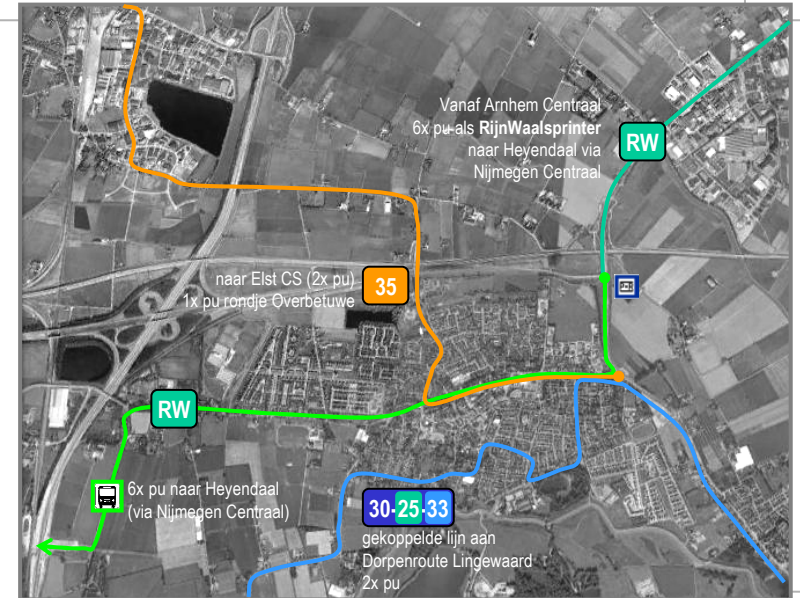 Vanaf Arnhem Centraal
6x pu als RijnWaalsprinter
naar Heyendaal via
Nijmegen Centraal
RW
naar Elst CS (2x pu)
1x pu rondje Overbetuwe
35
RW
6x pu naar Heyendaal
(via Nijmegen Centraal)
30-25-33
gekoppelde lijn aan
Dorpenroute Lingewaard
2x pu